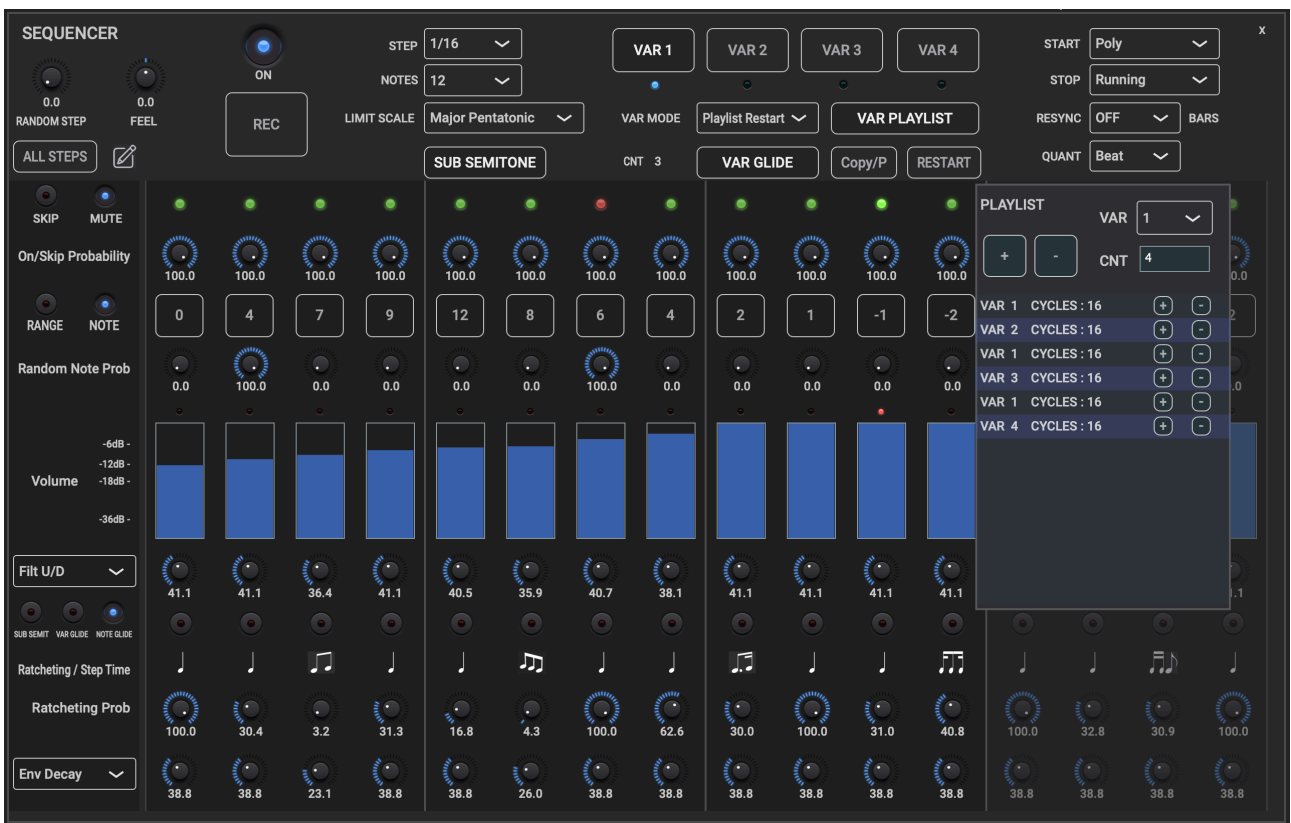 SEQUENCER
x
ON
STEP 1/16
VAR 1 VAR 2 VAR 3 VAR 4
START Poly
NOTES 12
STOP Running
0.0 0.0
RANDOM STEP FEEL
REC
LIMIT SCALE Major Pentatonic
VAR MODE Playlist Restart VAR PLAYLIST
RESYNC OFF BARS
ALL STEPS
SUB SEMITONE
CNT 3
VAR GLIDE Copy/P RESTART
QUANT Beat
SKIP MUTE
PLAYLIST
VAR 1
+ -
CNT 4
VAR 1 CYCLES : 16 + -
VAR 2 CYCLES : 16 + -
VAR 1 CYCLES : 16 + -
VAR 3 CYCLES : 16 + -
VAR 1 CYCLES : 16 + -
VAR 4 CYCLES : 16 + -
On/Skip Probability
100.0 100.0 100.0 100.0 100.0 100.0 100.0 100.0 100.0 100.0 100.0 100.0
RANGE NOTE
0 4 7 9 12 8 6 4 2 1 -1 -2
Random Note Prob
0.0 100.0 0.0 0.0 0.0 0.0 100.0 0.0 0.0 0.0 0.0 0.0
Volume
-6dB -
-12dB -
-18dB -
-36dB -
Filt U/D
41.1 41.1 36.4 41.1 40.5 35.9 40.7 38.1 41.1 41.1 41.1 41.1
SUB SEMIT VAR GLIDE NOTE GLIDE
Ratcheting / Step Time
Ratcheting Prob
100.0 30.4 3.2 31.3 16.8 4.3 100.0 62.6 30.0 100.0 31.0 40.8 100.0 32.8 30.9 100.0
Env Decay
38.8 38.8 23.1 38.8 38.8 26.0 38.8 38.8 38.8 38.8 38.8 38.8 38.8 38.8 38.8 38.8